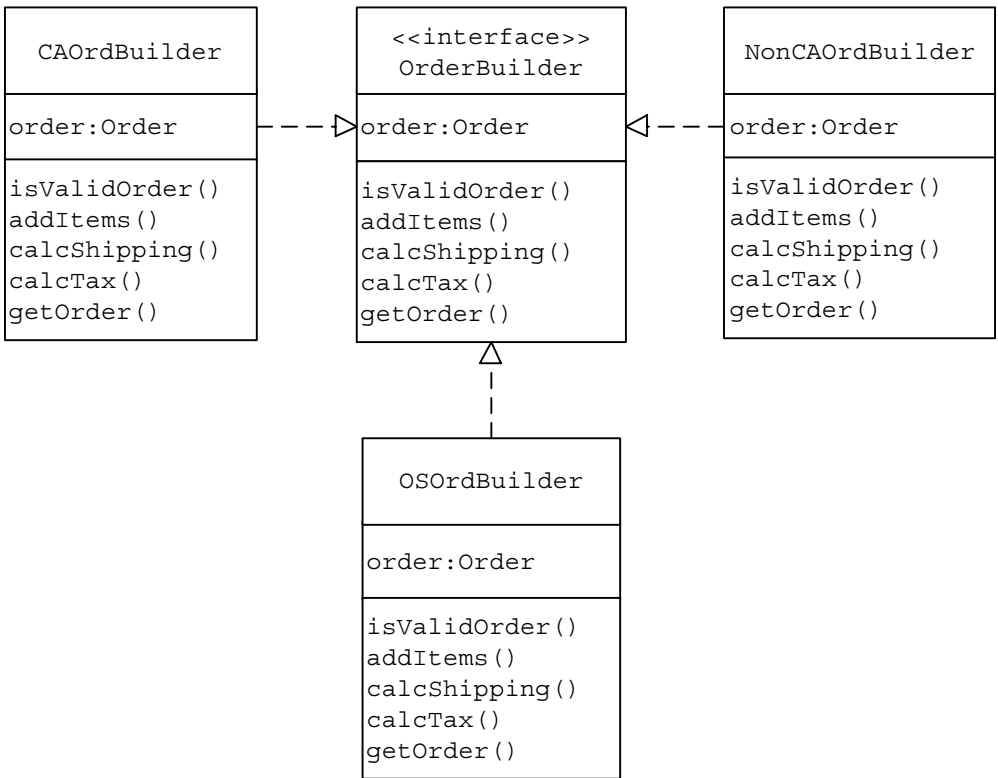 CAOrdBuilder
order:Order
isValidOrder()
addItems()
calcShipping()
calcTax()
getOrder()
<<interface>>
OrderBuilder
order:Order
isValidOrder()
addItems()
calcShipping()
calcTax()
getOrder()
NonCAOrdBuilder
order:Order
isValidOrder()
addItems()
calcShipping()
calcTax()
getOrder()
OSOrdBuilder
order:Order
isValidOrder()
addItems()
calcShipping()
calcTax()
getOrder()